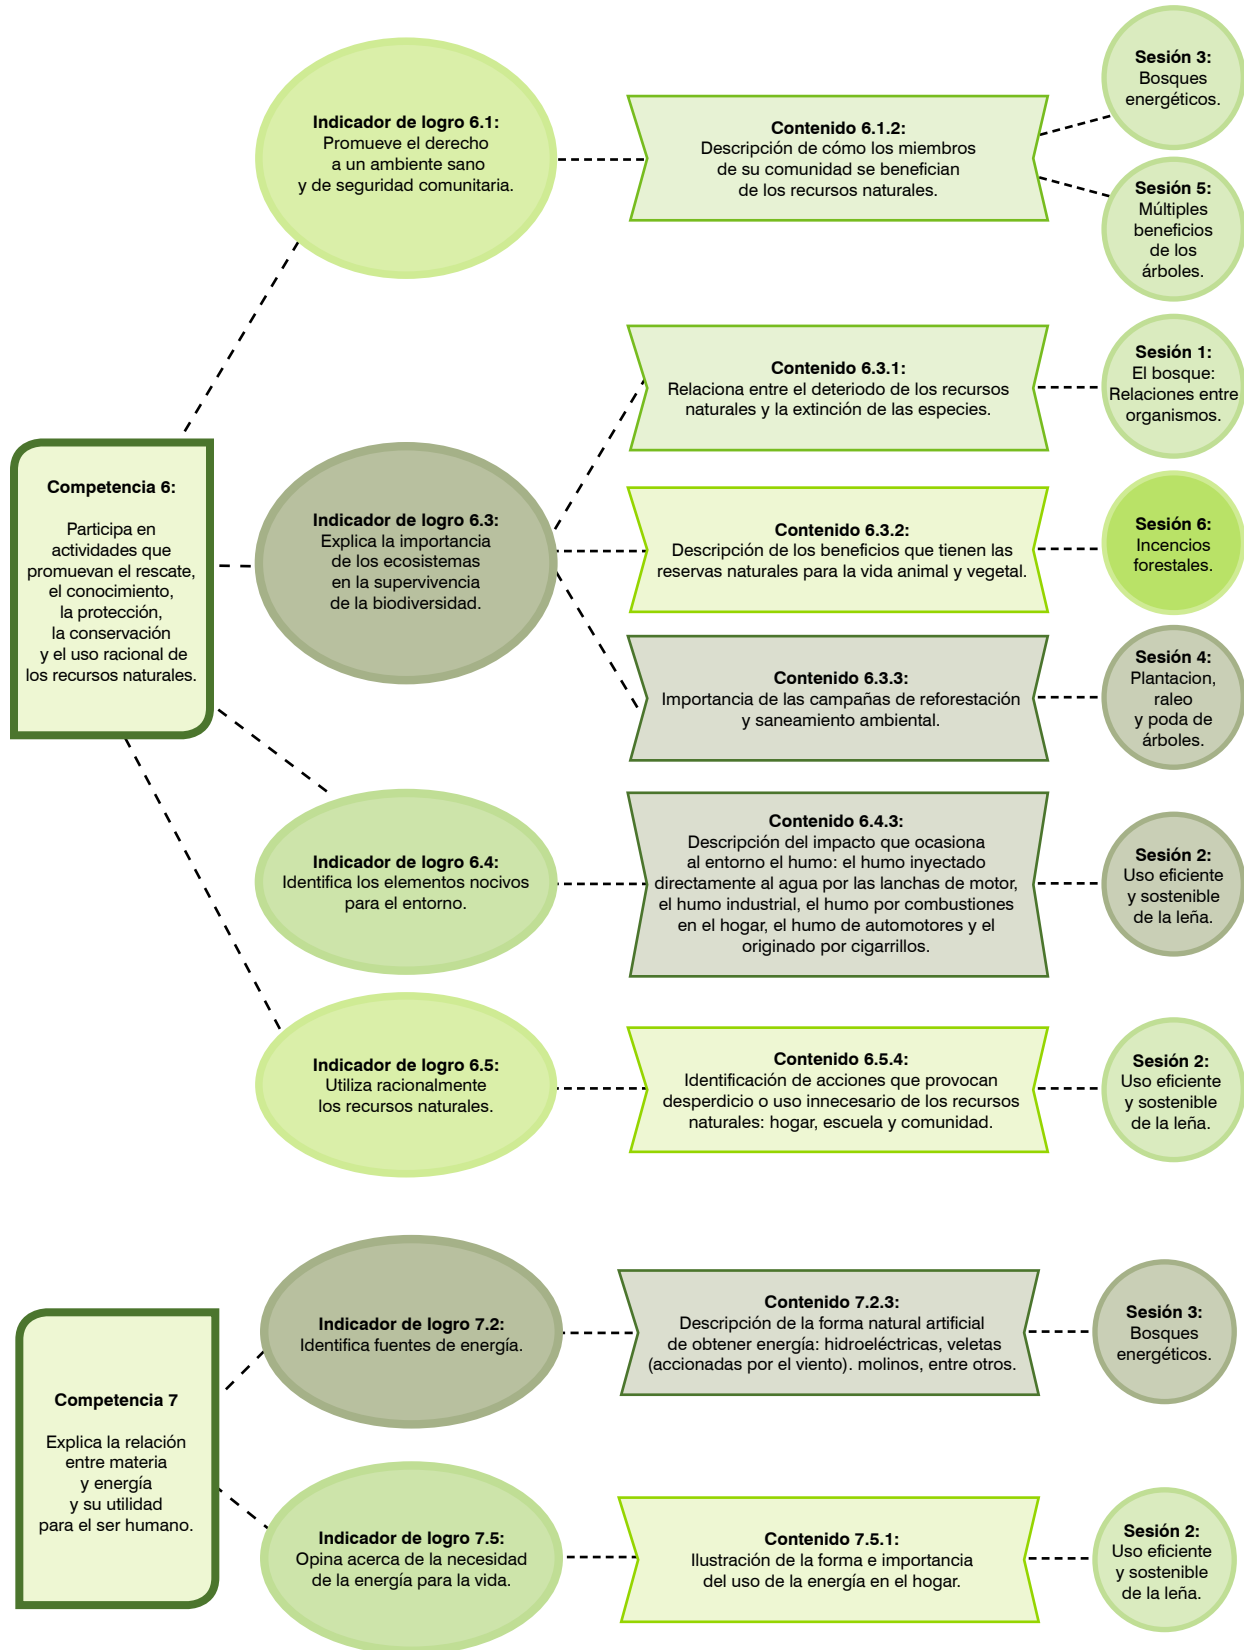 Competencia 6:
Participa en
actividades que
promuevan el rescate,
el conocimiento,
la protección,
la conservación
y el uso racional de
los recursos naturales.
Indicador de logro 6.1:
Promueve el derecho
a un ambiente sano
y de seguridad comunitaria.
Contenido 6.1.2:
Descripción de cómo los miembros
de su comunidad se benefician
de los recursos naturales.
Sesión 3:
Bosques
energéticos.
Sesión 5:
Múltiples
beneficios
de los
árboles.
Indicador de logro 6.3:
Explica la importancia
de los ecosistemas
en la supervivencia
de la biodiversidad.
Contenido 6.3.1:
Relaciona entre el deteriodo de los recursos
naturales y la extinción de las especies.
Sesión 1:
El bosque:
Relaciones entre
organismos.
Contenido 6.3.2:
Descripción de los beneficios que tienen las
reservas naturales para la vida animal y vegetal.
Sesión 6:
Incencios
forestales.
Contenido 6.3.3:
Importancia de las campañas de reforestación
y saneamiento ambiental.
Sesión 4:
Plantacion,
raleo
y poda de
árboles.
Indicador de logro 6.4:
Identifica los elementos nocivos
para el entorno.
Contenido 6.4.3:
Descripción del impacto que ocasiona
al entorno el humo: el humo inyectado
directamente al agua por las lanchas de motor,
el humo industrial, el humo por combustiones
en el hogar, el humo de automotores y el
originado por cigarrillos.
Sesión 2:
Uso eficiente
y sostenible
de la leña.
Indicador de logro 6.5:
Utiliza racionalmente
los recursos naturales.
Contenido 6.5.4:
Identificación de acciones que provocan
desperdicio o uso innecesario de los recursos
naturales: hogar, escuela y comunidad.
Sesión 2:
Uso eficiente
y sostenible
de la leña.
Competencia 7
Explica la relación
entre materia
y energía
y su utilidad
para el ser humano.
Indicador de logro 7.2:
Identifica fuentes de energía.
Contenido 7.2.3:
Descripción de la forma natural artificial
de obtener energía: hidroeléctricas, veletas
(accionadas por el viento). molinos, entre otros.
Sesión 3:
Bosques
energéticos.
Indicador de logro 7.5:
Opina acerca de la necesidad
de la energía para la vida.
Contenido 7.5.1:
Ilustración de la forma e importancia
del uso de la energía en el hogar.
Sesión 2:
Uso eficiente
y sostenible
de la leña.